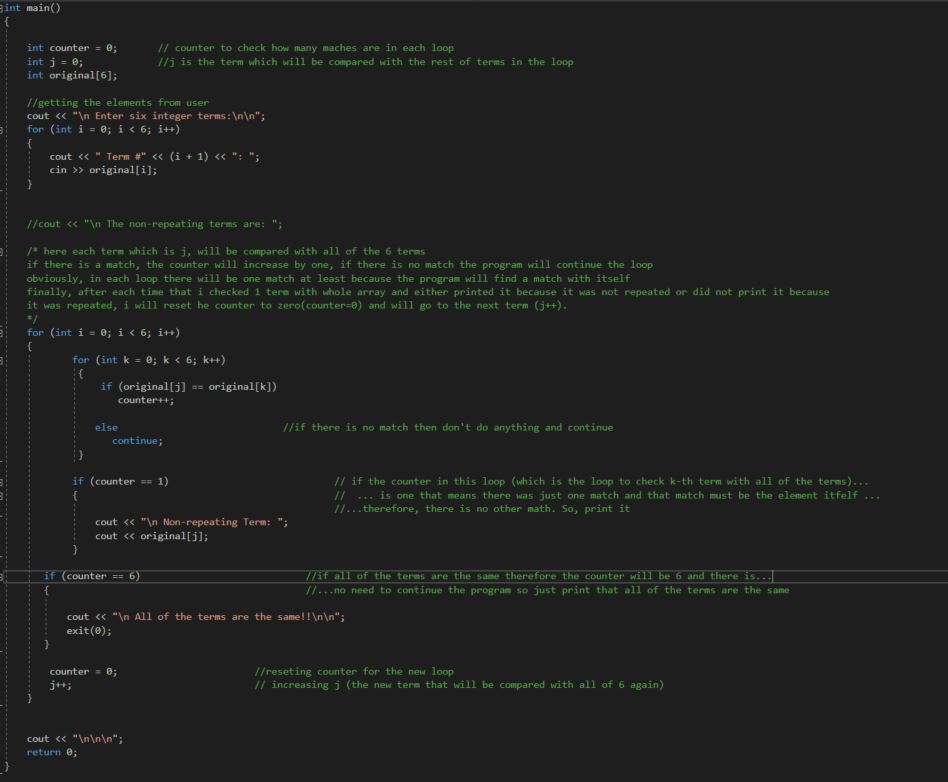 int main()
{
int counter = 0; // counter to check how many maches are in each loop
int j = 0; //j is the term which will be compared with the rest of terms in the loop
int original[6];
//getting the elements from user
cout << "\n Enter six integer terms:\n\n";
for (int i = 0; i < 6; i++)
{
cout << " Term #" << (i + 1) << ": ";
cin >> original[i];
}
//cout << "\n The non-repeating terms are: ";
/* here each term which is j, will be compared with all of the 6 terms
if there is a match, the counter will increase by one, if there is no match the program will continue the loop
obviously, in each loop there will be one match at least because the program will find a match with itself
finally, after each time that i checked 1 term with whole array and either printed it because it was not repeated or did not print it because
it was repeated, i will reset he counter to zero(counter=0) and will go to the next term (j++).
*/
for (int i = 0; i < 6; i++)
{
for (int k = 0; k < 6; k++)
{
if (original[j] == original[k])
counter++;
else //if there is no match then don't do anything and continue
continue;
}
if (counter == 1) // if the counter in this loop (which is the loop to check k-th term with all of the terms)...
{ // ... is one that means there was just one match and that match must be the element itfelf ...
//...therefore, there is no other math. So, print it
cout << "\n Non-repeating Term: ";
cout << original[j];
}
if (counter == 6) //if all of the terms are the same therefore the counter will be 6 and there is...
{ //...no need to continue the program so just print that all of the terms are the same
cout << "\n All of the terms are the same!!\n\n";
exit(0);
}
counter = 0; //reseting counter for the new loop
j++; // increasing j (the new term that will be compared with all of 6 again)
}
cout << "\n\n\n";
return 0;
}